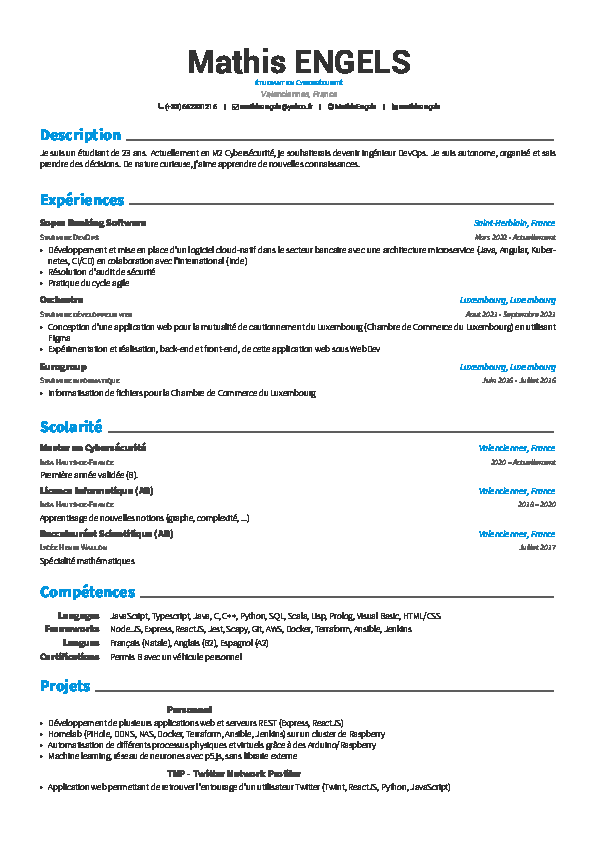 Mathis ENGELS
ÉTUDIANT EN CYBERSÉCURITÉ
Valenciennes, France
MathisEngels
Description
Je suis un étudiant de 23 ans. Actuellement en M2 Cybersécurité, je souhaiterais devenir ingénieur DevOps. Je suis autonome, organisé et sais
prendre des décisions. De nature curieuse, j'aime apprendre de nouvelles connaissances.
Expériences
Sopra Banking Software Saint-Herblain, France
STAGIAIRE DEVOPS Mars 2022 - Actuellement
• Développement et mise en place d'un logiciel cloud-natif dans le secteur bancaire avec une architecture microservice (Java, Angular, Kuber-
netes, CI/CD) en colaboration avec l'international (Inde)
• Résolution d'audit de sécurité
• Pratique du cycle agile
Orchestra Luxembourg, Luxembourg
STAGIAIRE DÉVELOPPEUR WEB Aout 2021 - Septembre 2021
• Conception d'une application web pour la mutualité de cautionnement du Luxembourg (Chambre de Commerce du Luxembourg) en utilisant
Figma
• Expérimentation et réalisation, back-end et front-end, de cette application web sous WebDev
Eurogroup Luxembourg, Luxembourg
STAGIAIRE INFORMATIQUE Juin 2016 - Juillet 2016
• Informatisation de fichiers pour la Chambre de Commerce du Luxembourg
Scolarité
Master en Cybersécurité Valenciennes, France
INSA HAUTS-DE-FRANCE 2020 – Actuellement
Première année validée (B).
Licence Informatique (AB) Valenciennes, France
INSA HAUTS-DE-FRANCE 2018 – 2020
Apprentissage de nouvelles notions (graphe, complexité, ...)
Baccalauréat Scientifique (AB) Valenciennes, France
LYCÉE HENRI WALLON Juillet 2017
Spécialité mathématiques
Compétences
Langages JavaScript, Typescript, Java, C, C++, Python, SQL, Scala, Lisp, Prolog, Visual Basic, HTML/CSS
Frameworks Node.JS, Express, ReactJS, Jest, Scapy, Git, AWS, Docker, Terraform, Ansible, Jenkins
Langues Français (Natale), Anglais (B2), Espagnol (A2)
Certifications Permis B avec un véhicule personnel
Projets
Personnel
• Développement de plusieurs applications web et serveurs REST (Express, ReactJS)
• Homelab (PiHole, DDNS, NAS, Docker, Terraform, Ansible, Jenkins) sur un cluster de Raspberry
• Automatisation de différents processus physiques et virtuels grâce à des Arduino/Raspberry
• Machine learning, réseau de neurones avec p5.js, sans librairie externe
TNP - Twitter Network Profiler
• Application web permettant de retrouver l'entourage d'un utilisateur Twitter (Twint, ReactJS, Python, JavaScript)